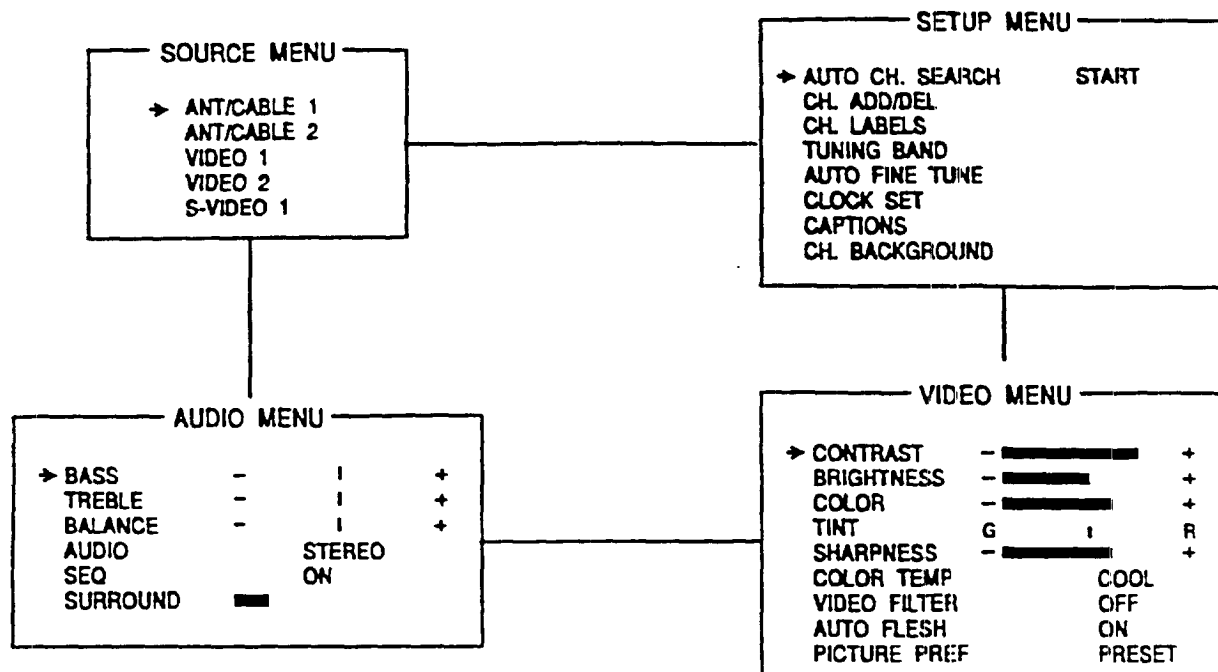 SOURCE MENU
→ ANT/CABLE 1
ANT/CABLE 2
VIDEO 1
VIDEO 2
S-VIDEO 1
SETUP MENU
→ AUTO CH. SEARCH START
CH. ADD/DEL
CH. LABELS
TUNING BAND
AUTO FINE TUNE
CLOCK SET
CAPTIONS
CH. BACKGROUND
AUDIO MENU
→ BASS - I +
TREBLE - I +
BALANCE - I +
AUDIO STEREO
SEQ ON
SURROUND
VIDEO MENU
→ CONTRAST - +
BRIGHTNESS - +
COLOR - +
TINT G I R
SHARPNESS - +
COLOR TEMP COOL
VIDEO FILTER OFF
AUTO FLESH ON
PICTURE PREF PRESET